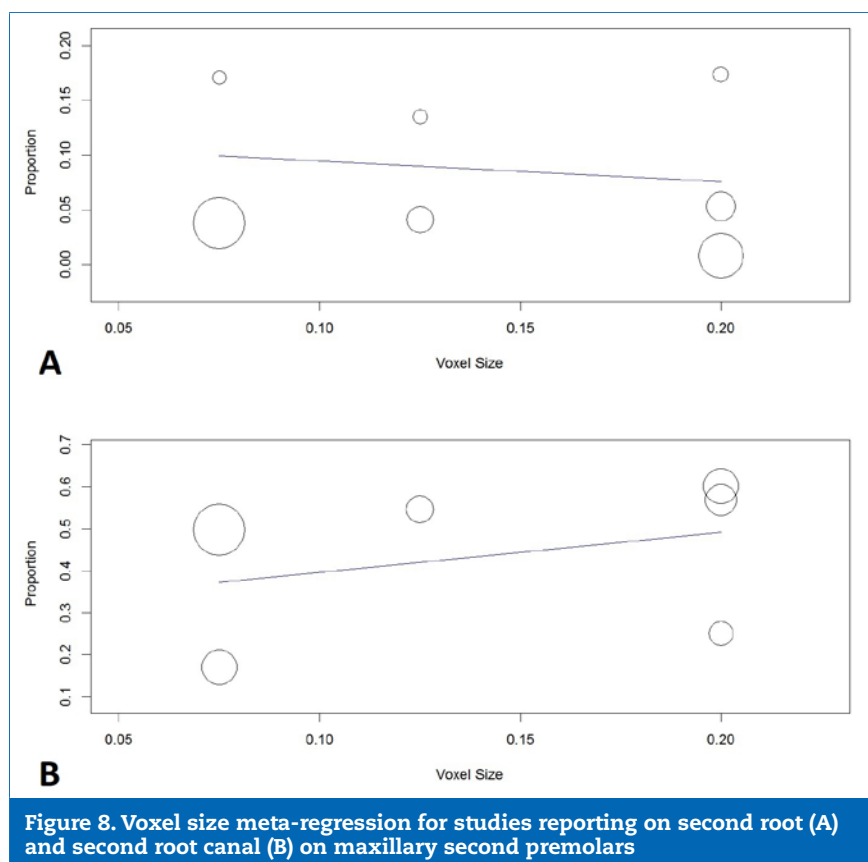 0.20
0.15
0.10
0.05
0.00
Proportion
0.05 0.10 0.15 0.20
Voxel Size
A
0.7
0.6
0.5
0.4
0.3
0.2
0.1
Proportion
0.05 0.10 0.15 0.20
Voxel Size
B
Figure 8. Voxel size meta-regression for studies reporting on second root (A)
and second root canal (B) on maxillary second premolars